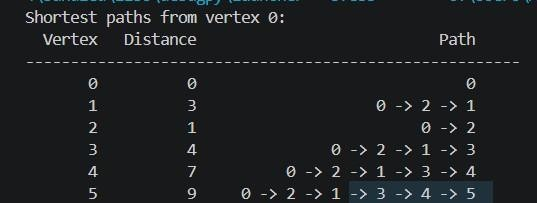 Shortest paths from vertex 0:
Vertex Distance Path
-------------------------------------------------------
0 0 0
1 3 0 -> 2 -> 1
2 1 0 -> 2
3 4 0 -> 2 -> 1 -> 3
4 7 0 -> 2 -> 1 -> 3 -> 4
5 9 0 -> 2 -> 1 -> 3 -> 4 -> 5